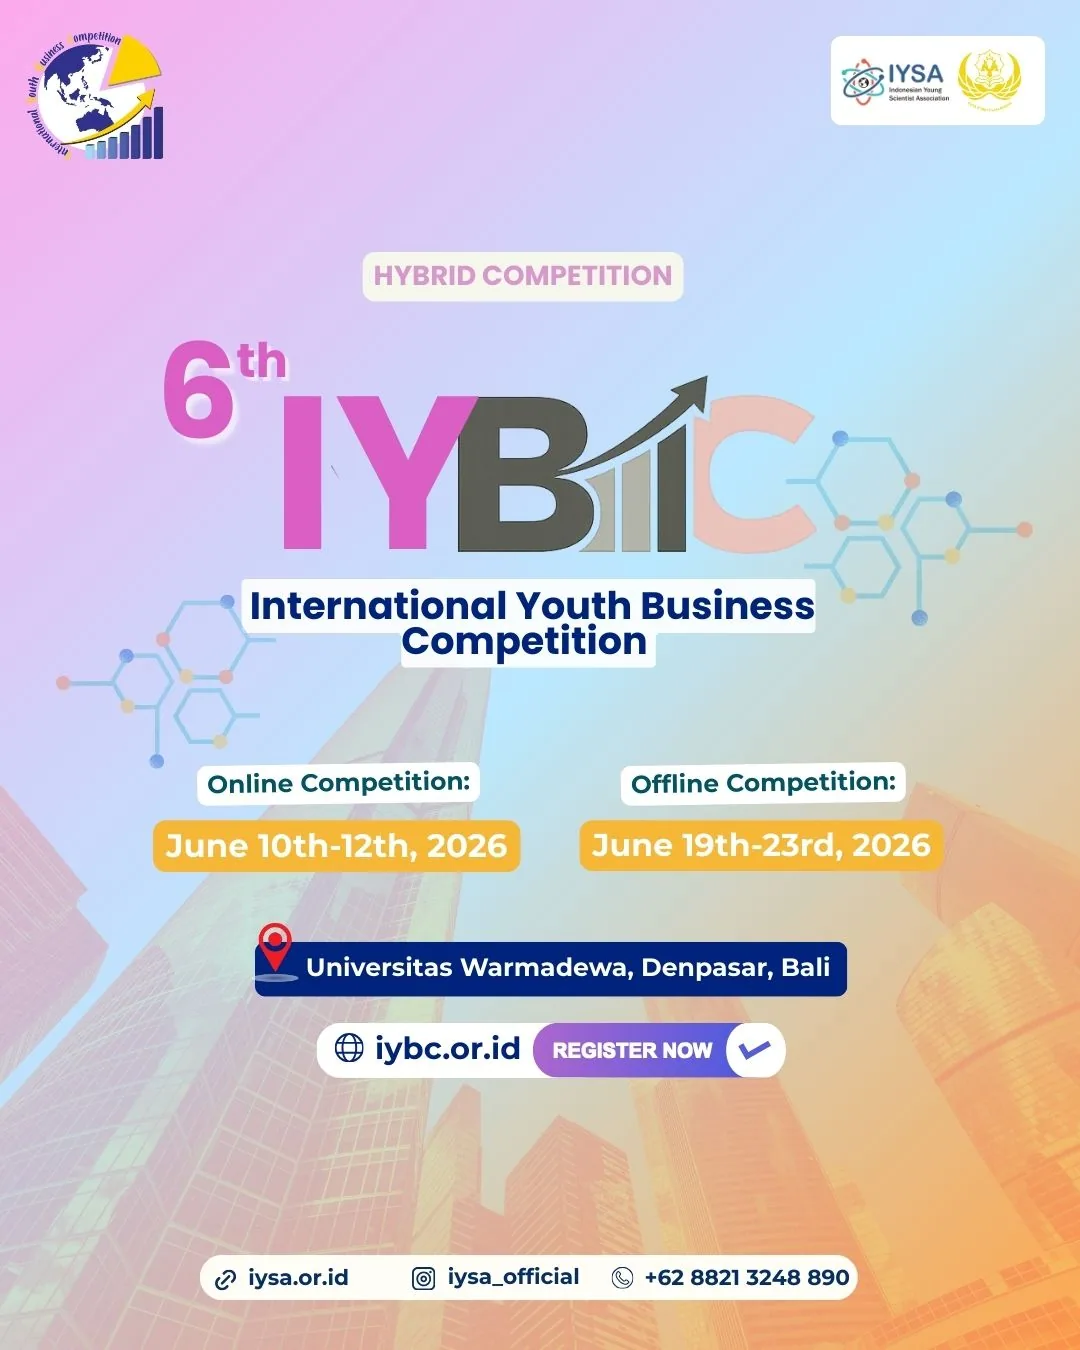 International Youth Business Competition
IYSA
Indonesian Young
Scientist Association
HYBRID COMPETITION
6th
IYBC
International Youth Business
Competition
Online Competition:
Offline Competition:
June 10th-12th, 2026
June 19th-23rd, 2026
Universitas Warmadewa, Denpasar, Bali
iybc.or.id
REGISTER NOW
iysa.or.id
iysa_official
+62 8821 3248 890